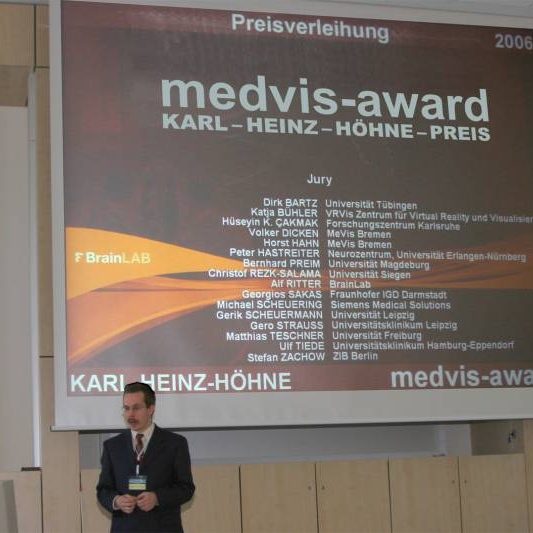 Preisverleihung
2006
medvis-award
KARL–HEINZ–HÖHNE–PREIS
Jury
Dirk BARTZ Universität Tübingen
Katja BÜHLER VRVis Zentrum für Virtual Reality und Visualisier
Hüseyin K. ÇAKMAK Forschungszentrum Karlsruhe
Volker DICKEN MeVis Bremen
Horst HAHN MeVis Bremen
Peter HASTREITER Neurozentrum, Universität Erlangen-Nürnberg
BrainLAB
Bernhard PREIM Universität Magdeburg
Christof REZK-SALAMA Universität Siegen
Alf RITTER BrainLab
Georgios SAKAS Fraunhofer IGD Darmstadt
Michael SCHEUERING Siemens Medical Solutions
Gerik SCHEUERMANN Universität Leipzig
Gero STRAUSS Universitätsklinikum Leipzig
Matthias TESCHNER Universität Freiburg
Ulf TIEDE Universitätsklinikum Hamburg-Eppendorf
Stefan ZACHOW ZIB Berlin
KARL-HEINZ-HÖHNE
medvis-awa